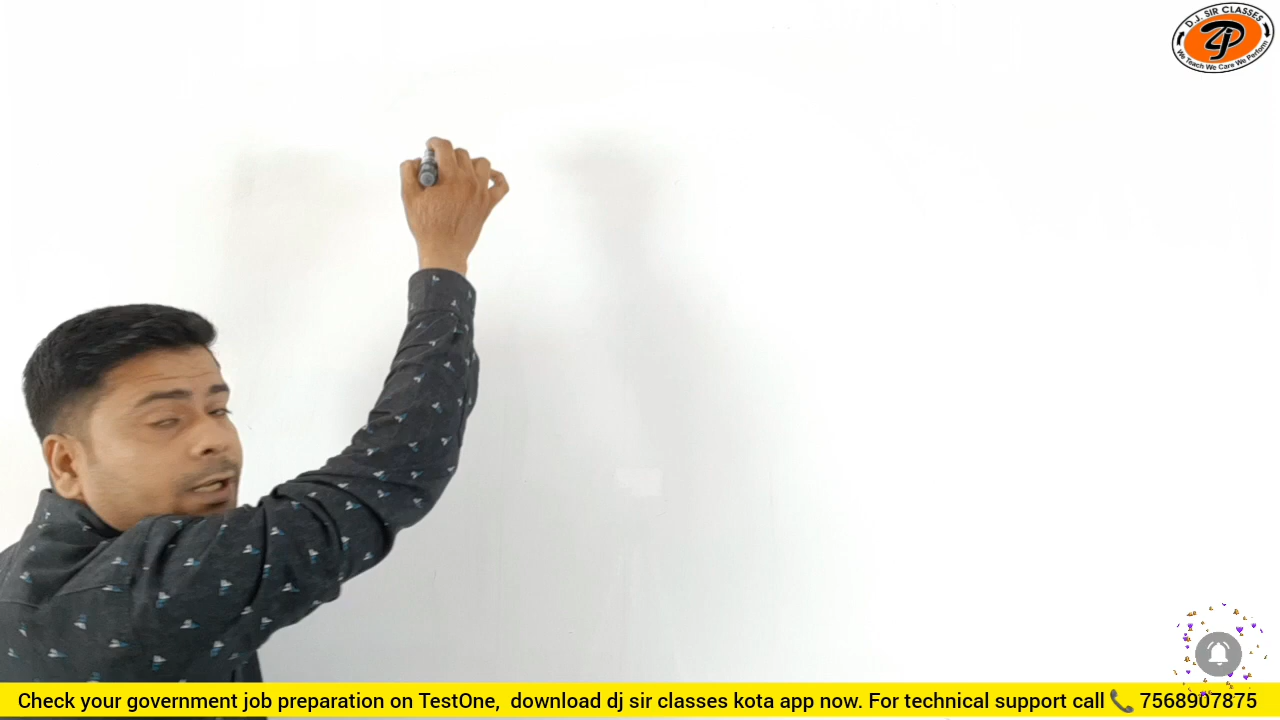 D.J. SIR CLASSES
We Teach We Care We Perform
Check your government job preparation on TestOne, download dj sir classes kota app now. For technical support call 📞 7568907875